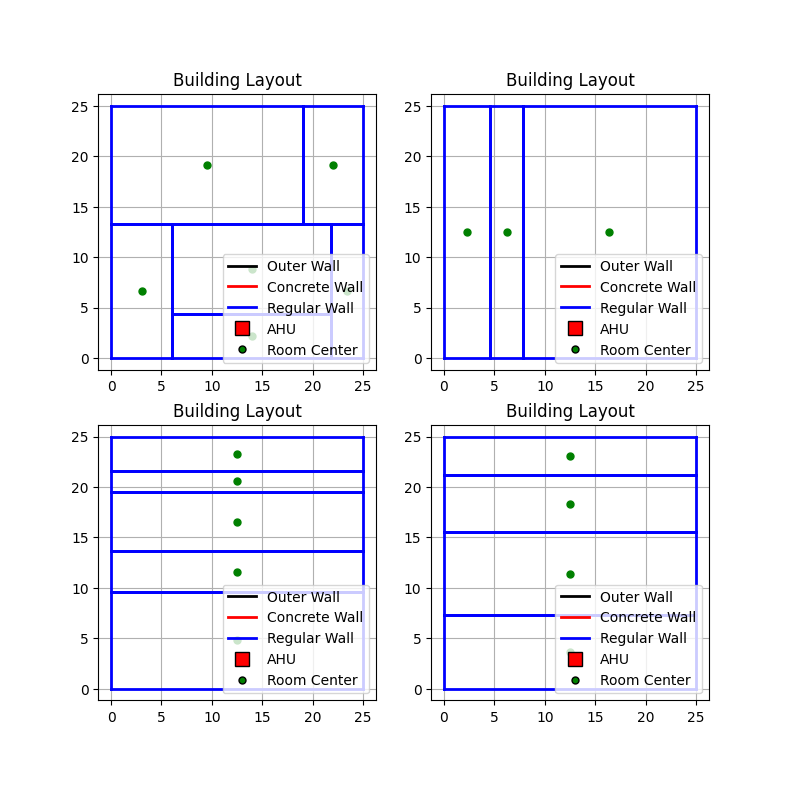 Building Layout
25
20
15
10
5
0
0 5 10 15 20 25
Outer Wall
Concrete Wall
Regular Wall
AHU
Room Center
Building Layout
25
20
15
10
5
0
0 5 10 15 20 25
Outer Wall
Concrete Wall
Regular Wall
AHU
Room Center
Building Layout
25
20
15
10
5
0
0 5 10 15 20 25
Outer Wall
Concrete Wall
Regular Wall
AHU
Room Center
Building Layout
25
20
15
10
5
0
0 5 10 15 20 25
Outer Wall
Concrete Wall
Regular Wall
AHU
Room Center